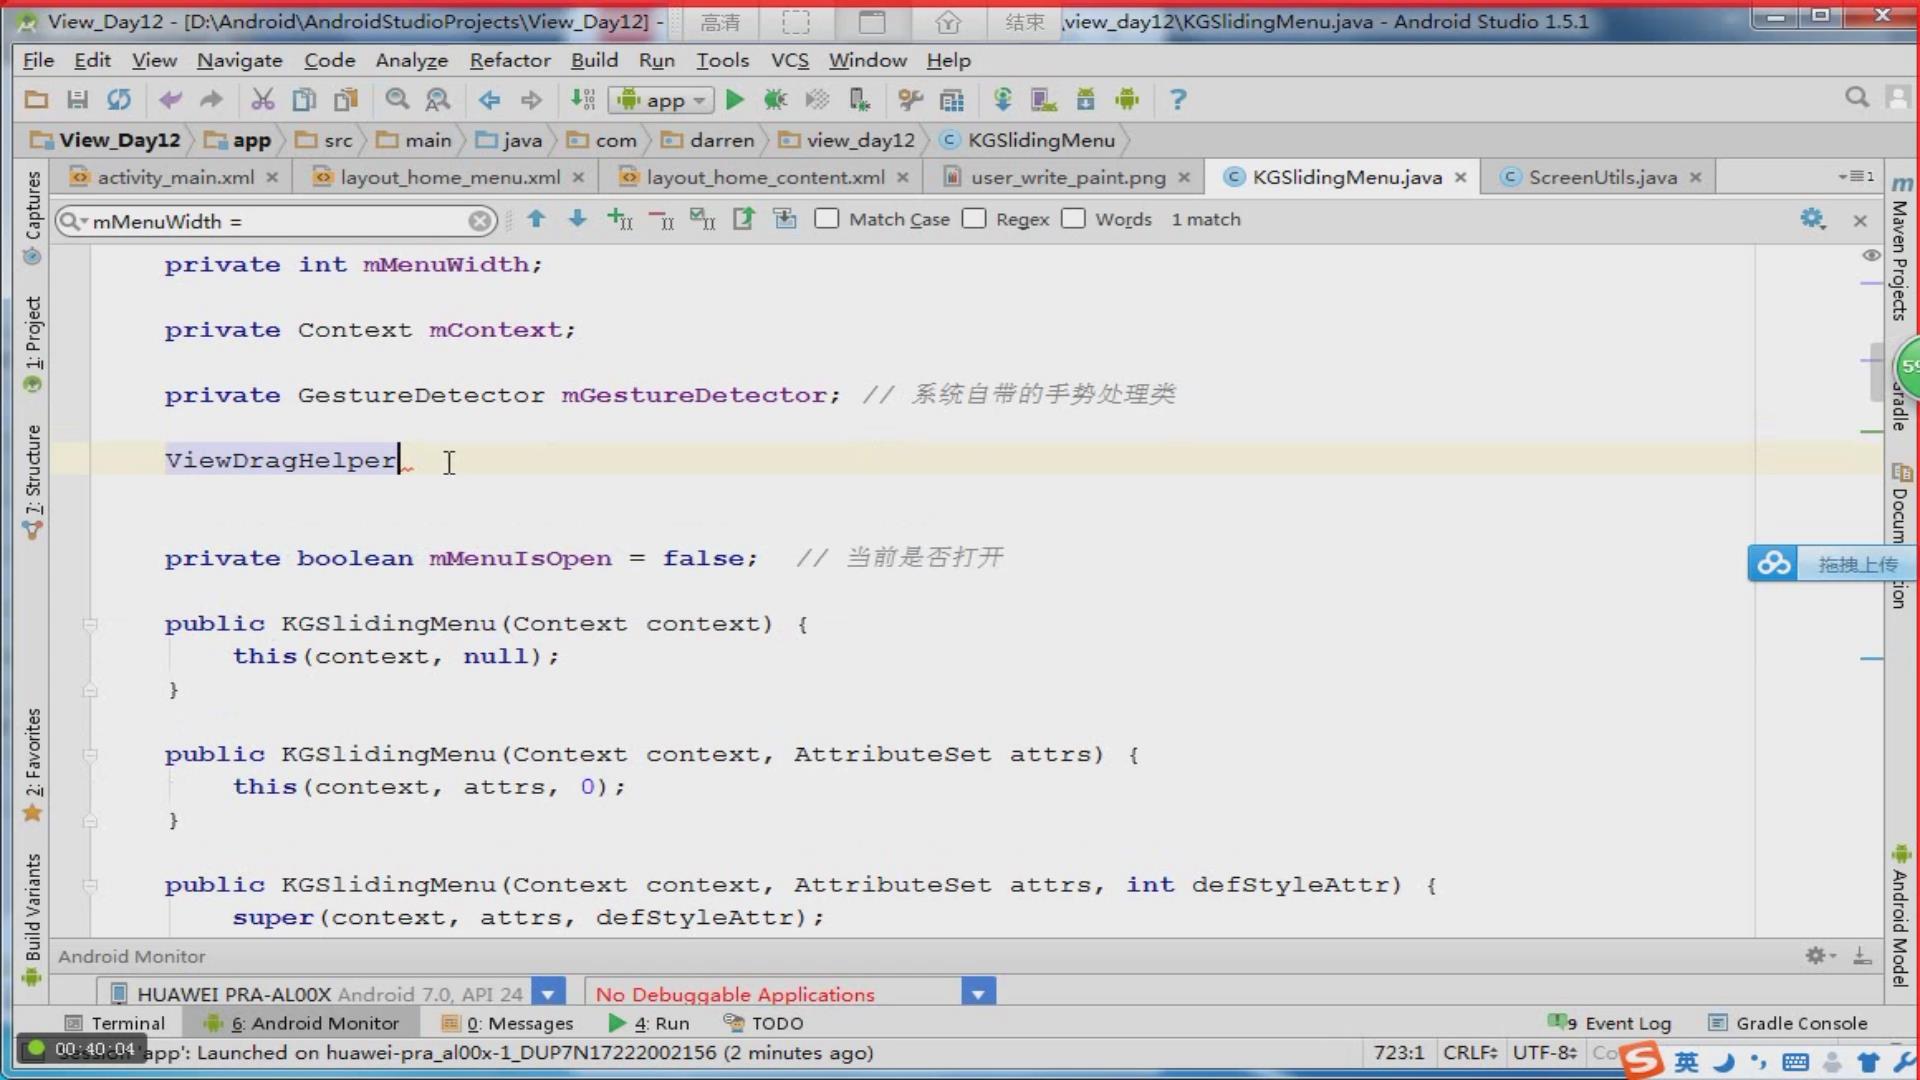 View_Day12 - [D:\Android\AndroidStudioProjects\View_Day12] -
高清
结束
view_day12\KGSlidingMenu.java - Android Studio 1.5.1
File Edit View Navigate Code Analyze Refactor Build Run Tools VCS Window Help
app
View_Day12 app src main java com darren view_day12 KGSlidingMenu
activity_main.xml layout_home_menu.xml layout_home_content.xml user_write_paint.png KGSlidingMenu.java ScreenUtils.java
mMenuWidth =
Match Case Regex Words 1 match
private int mMenuWidth;
private Context mContext;
private GestureDetector mGestureDetector; // 系统自带的手势处理类
ViewDragHelper
private boolean mMenuIsOpen = false; // 当前是否打开
public KGSlidingMenu(Context context) {
this(context, null);
}
public KGSlidingMenu(Context context, AttributeSet attrs) {
this(context, attrs, 0);
}
public KGSlidingMenu(Context context, AttributeSet attrs, int defStyleAttr) {
super(context, attrs, defStyleAttr);
Captures
1: Project
7: Structure
2: Favorites
Build Variants
Maven Projects
Android Model
拖拽上传
Android Monitor
HUAWEI PRA-AL00X Android 7.0, API 24
No Debuggable Applications
Terminal 6: Android Monitor 0: Messages 4: Run TODO
9 Event Log Gradle Console
00:40:04
'app': Launched on huawei-pra_al00x-1_DUP7N17222002156 (2 minutes ago)
723:1 CRLF UTF-8
英